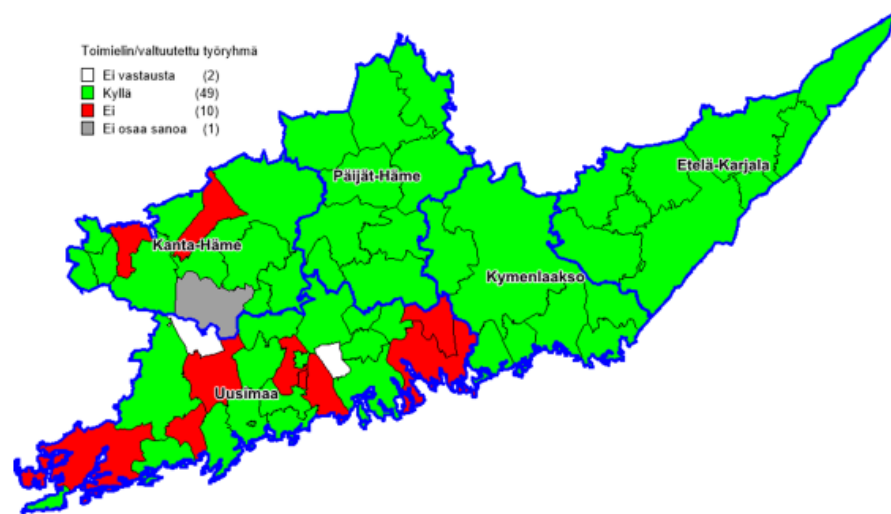 Toimielin/valtuutettu työryhmä
Ei vastausta (2)
Kyllä (49)
Ei (10)
Ei osaa sanoa (1)
Etelä-Karjala
Päijät-Häme
Kanta-Häme
Kymenlaakso
Uusimaa